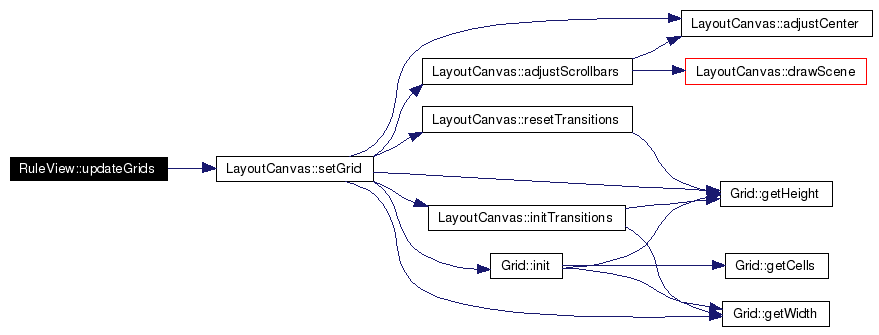 LayoutCanvas::adjustCenter
LayoutCanvas::adjustScrollbars
LayoutCanvas::drawScene
LayoutCanvas::resetTransitions
RuleView::updateGrids
LayoutCanvas::setGrid
Grid::getHeight
LayoutCanvas::initTransitions
Grid::init
Grid::getCells
Grid::getWidth